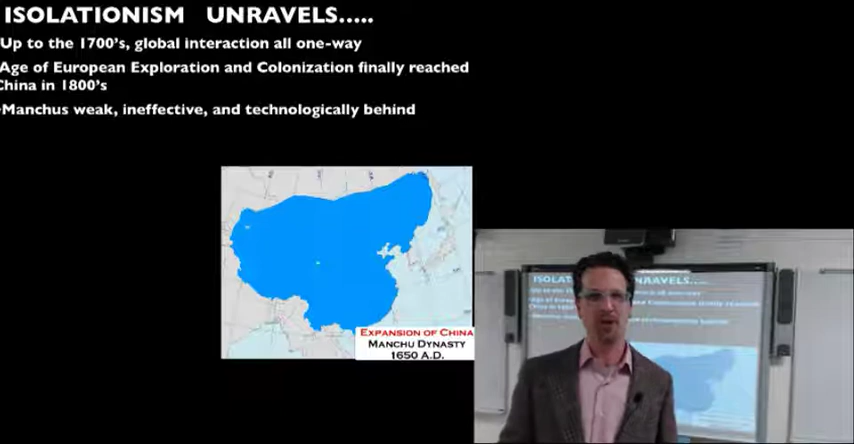 ISOLATIONISM UNRAVELS.....
Up to the 1700's, global interaction all one-way
Age of European Exploration and Colonization finally reached
China in 1800's
•Manchus weak, ineffective, and technologically behind
EXPANSION OF CHINA
MANCHU DYNASTY
1650 A.D.